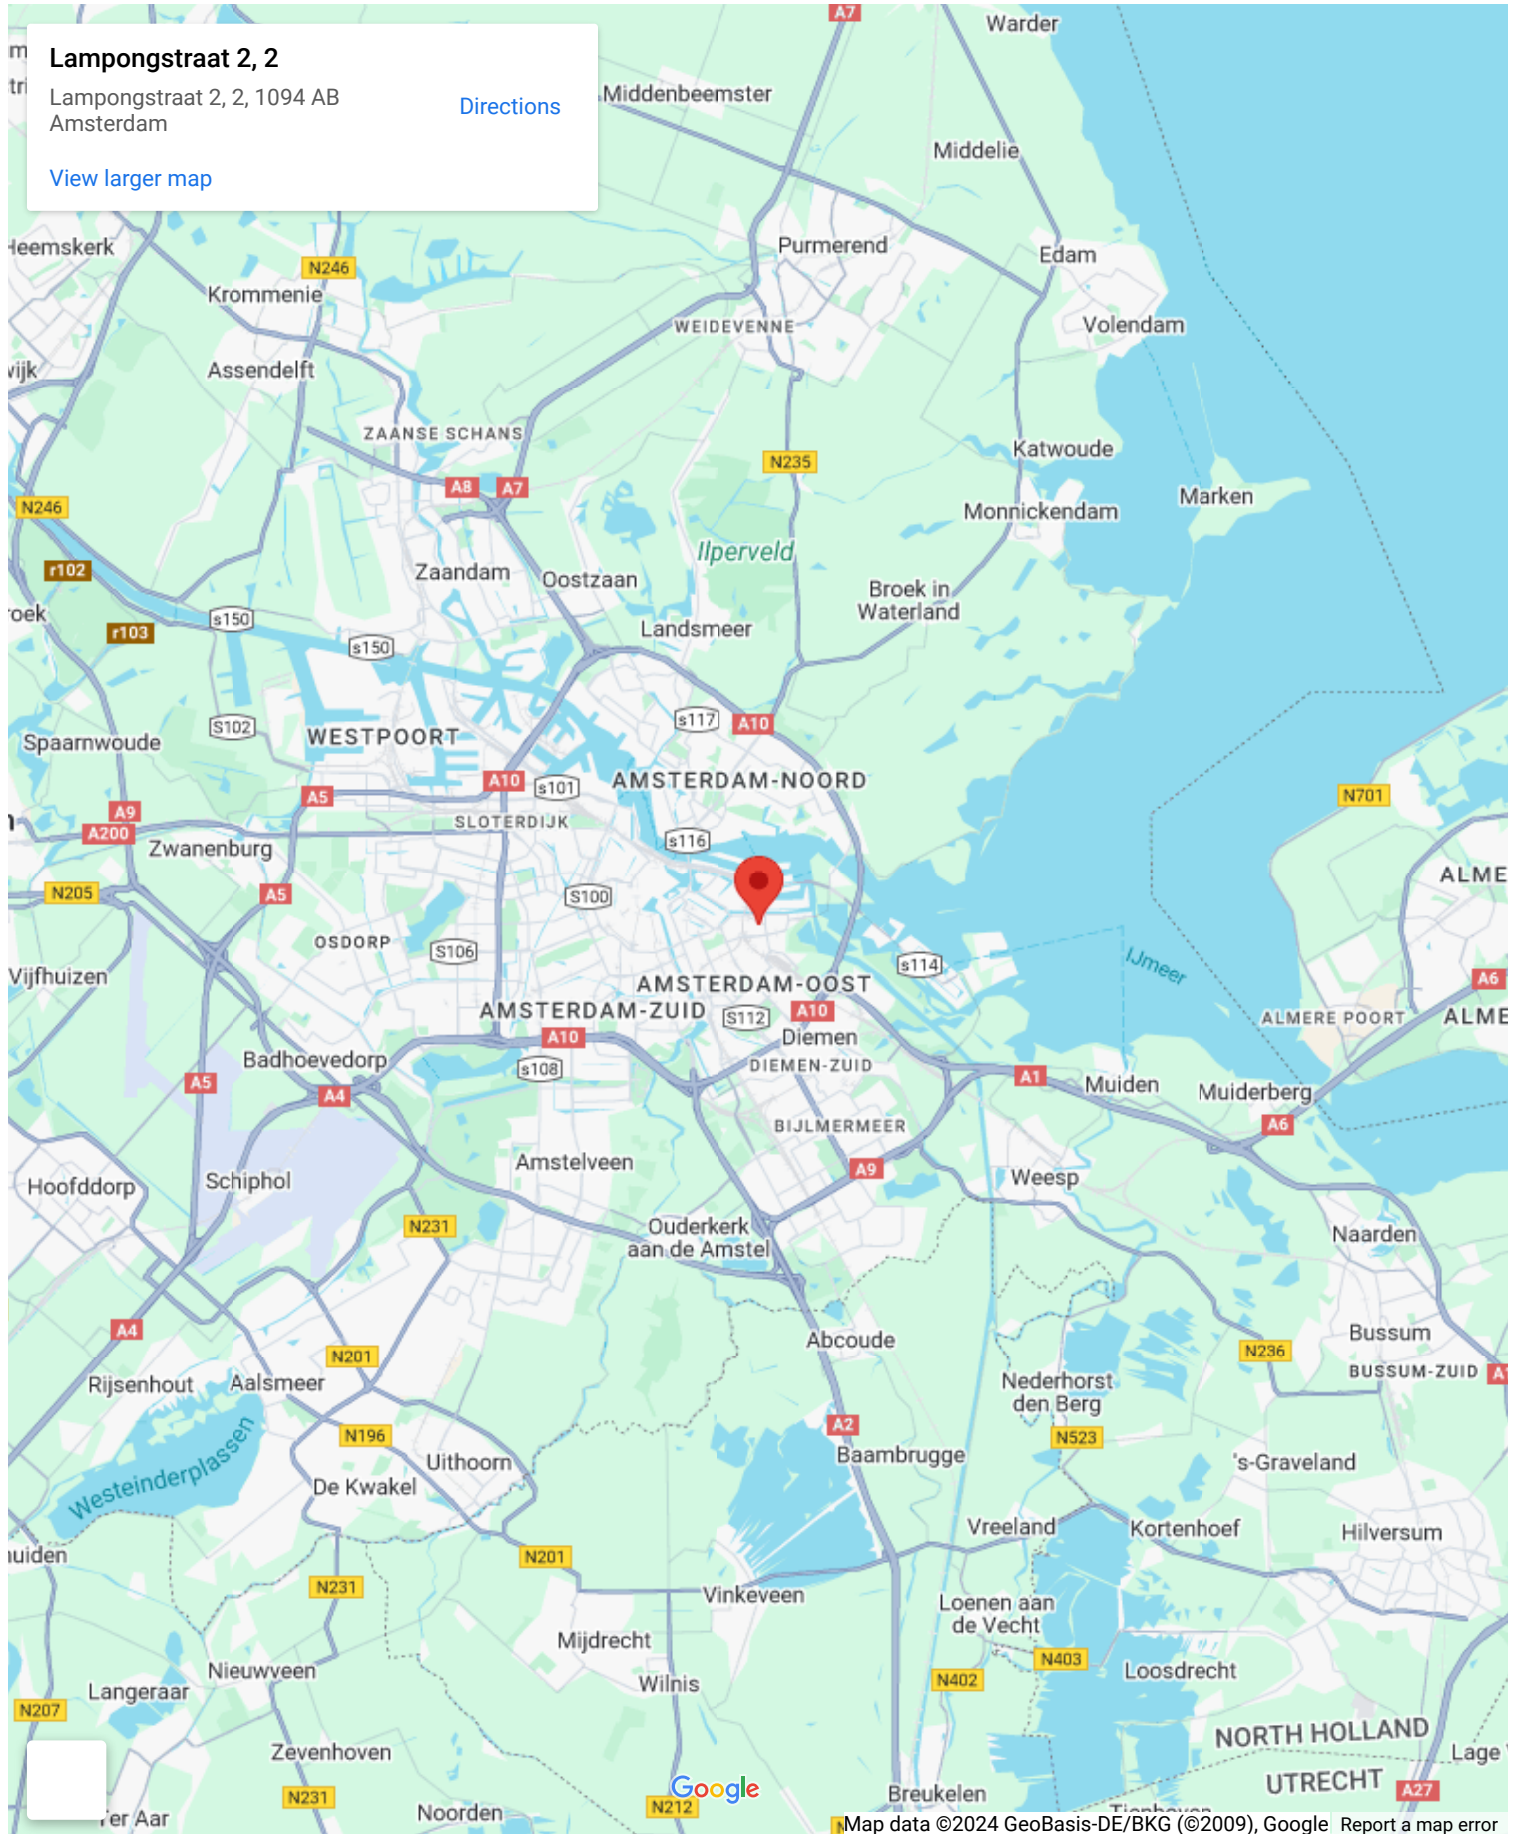 Lampongstraat 2, 2
Lampongstraat 2, 2, 1094 AB
Amsterdam
Directions
View larger map
A7
Warder
Middenbeemster
Middelie
Heemskerk
N246
Purmerend
Edam
Krommenie
WEIDEVENNE
Volendam
Assendelft
ZAANSE SCHANS
Katwoude
N235
A8
A7
Marken
N246
Monnickendam
Ilperveld
r102
Zaandam
Oostzaan
Broek in
Waterland
s150
r103
Landsmeer
s150
s117
A10
S102
Spaarnwoude
WESTPOORT
A10
s101
AMSTERDAM-NOORD
A5
N701
A9
A200
SLOTERDIJK
s116
Zwanenburg
ALME
N205
A5
S100
OSDORP
S106
IJmeer
s114
Vijfhuizen
AMSTERDAM-OOST
A6
AMSTERDAM-ZUID
S112
A10
ALMERE POORT
ALME
A10
Diemen
Badhoevedorp
s108
DIEMEN-ZUID
A5
A4
A1
Muiden
Muiderberg
BIJLMERMEER
A6
Amstelveen
A9
Schiphol
Hoofddorp
Weesp
N231
Ouderkerk
aan de Amstel
Naarden
A4
Abcoude
Bussum
N201
N236
BUSSUM-ZUID
Rijsenhout
Aalsmeer
Nederhorst
den Berg
A2
N196
N523
Westeinderplassen
Uithoorn
Baambrugge
's-Graveland
De Kwakel
Vreeland
Kortenhoef
Hilversum
N201
N231
Vinkeveen
Loenen aan
de Vecht
Mijdrecht
N403
Nieuwveen
Loosdrecht
Langeraar
Wilnis
N402
N207
NORTH HOLLAND
Zevenhoven
Lage
UTRECHT
Google
N231
N212
Breukelen
A27
Ter Aar
Noorden
Map data ©2024 GeoBasis-DE/BKG (©2009), Google
Report a map error